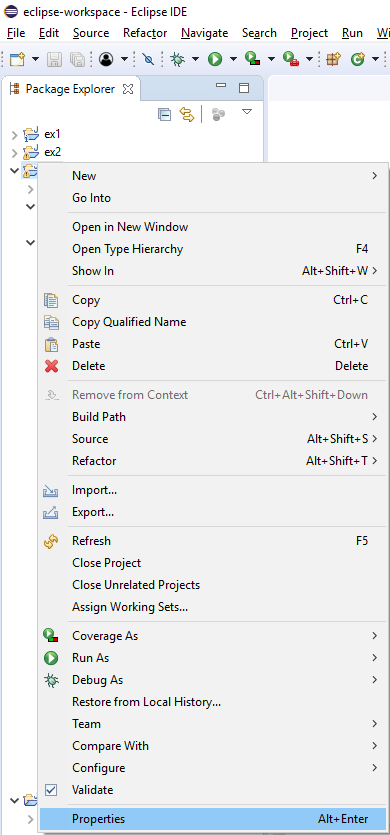 eclipse-workspace - Eclipse IDE
File Edit Source Refactor Navigate Search Project Run W
Package Explorer
ex1
ex2
New
Go Into
Open in New Window
Open Type Hierarchy F4
Show In Alt+Shift+W
Copy Ctrl+C
Copy Qualified Name
Paste Ctrl+V
Delete Delete
Remove from Context Ctrl+Alt+Shift+Down
Build Path
Source Alt+Shift+S
Refactor Alt+Shift+T
Import...
Export...
Refresh F5
Close Project
Close Unrelated Projects
Assign Working Sets...
Coverage As
Run As
Debug As
Restore from Local History...
Team
Compare With
Configure
Validate
Properties Alt+Enter